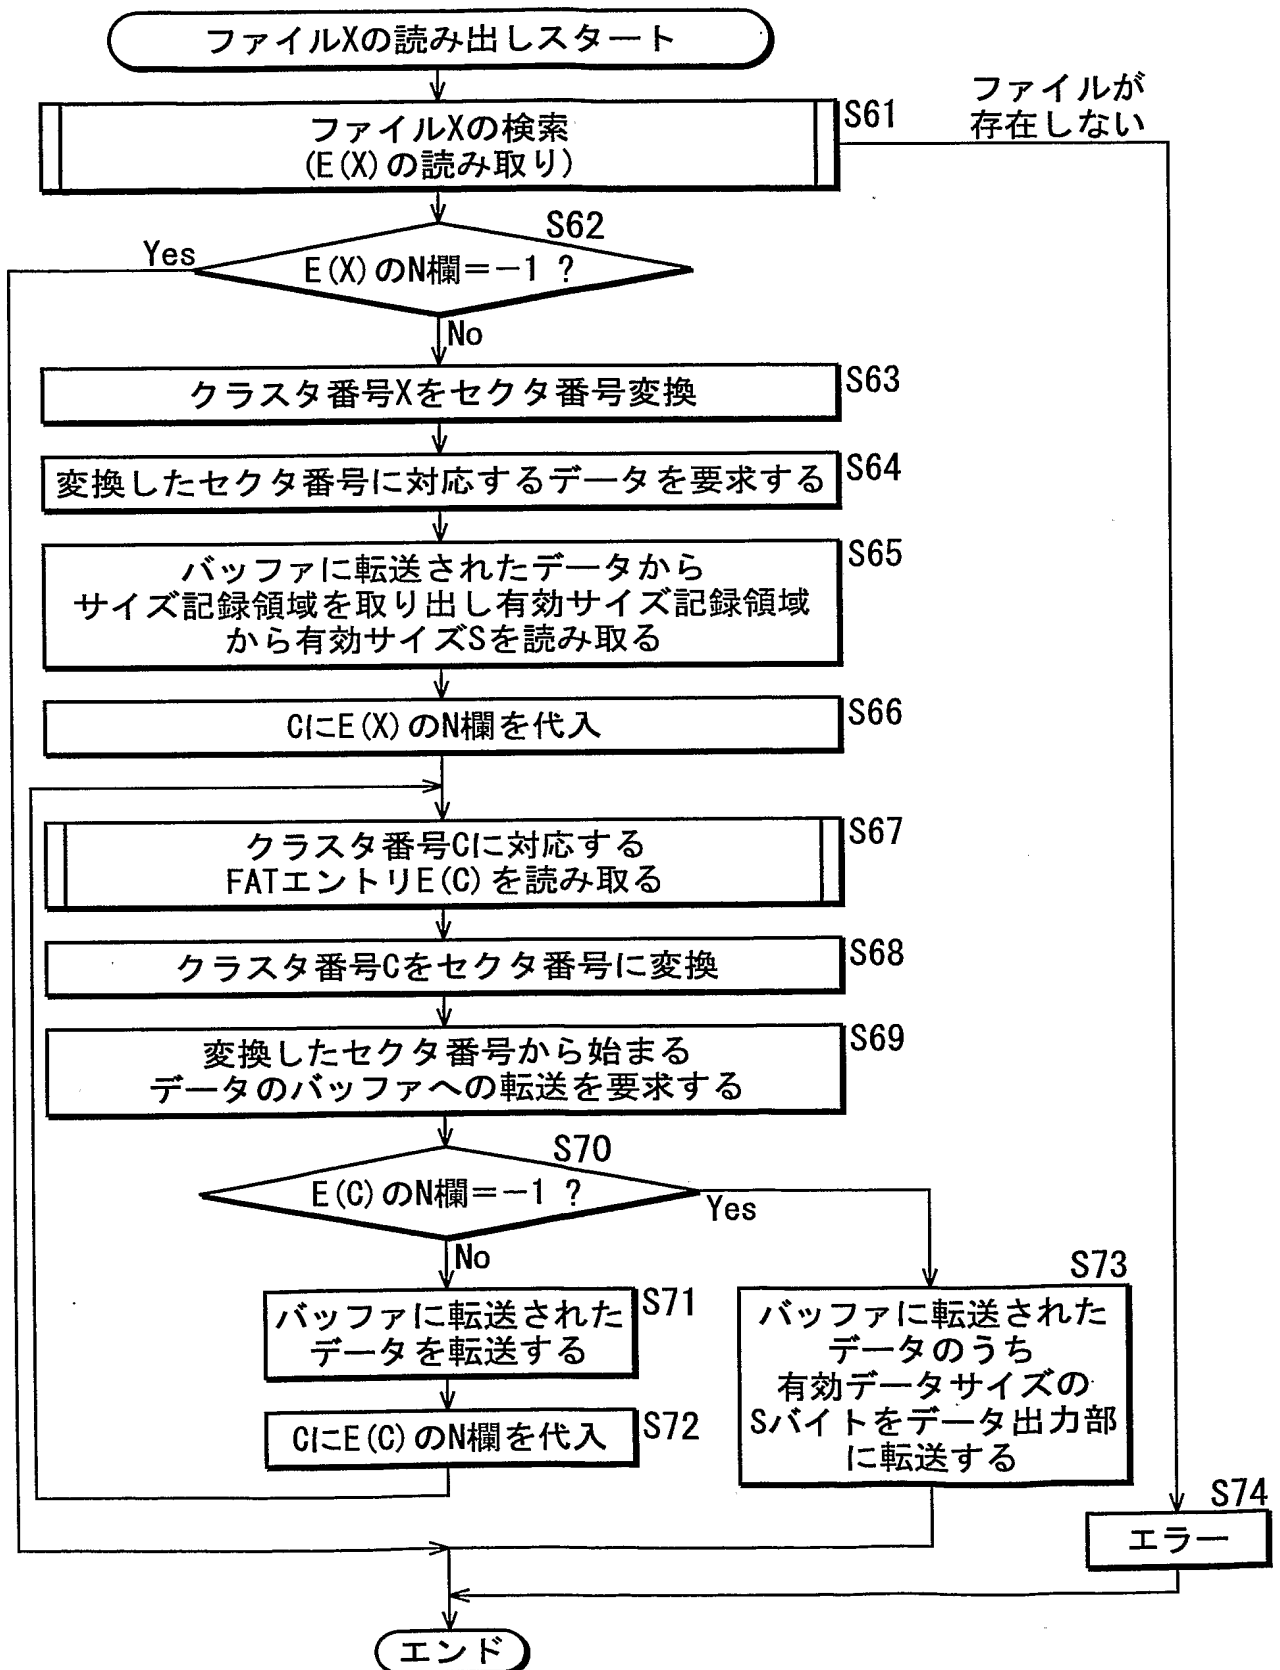 ファイルXの読み出しスタート
ファイルが
存在しない
S61
ファイルXの検索
(E(X)の読み取り)
S62
Yes
E(X)のN欄=-1 ?
No
S63
クラスタ番号Xをセクタ番号変換
S64
変換したセクタ番号に対応するデータを要求する
S65
バッファに転送されたデータから
サイズ記録領域を取り出し有効サイズ記録領域
から有効サイズSを読み取る
S66
CにE(X)のN欄を代入
S67
クラスタ番号Cに対応する
FATエントリE(C)を読み取る
S68
クラスタ番号Cをセクタ番号に変換
S69
変換したセクタ番号から始まる
データのバッファへの転送を要求する
S70
E(C)のN欄=-1 ?
Yes
No
S71
バッファに転送された
データを転送する
S72
CにE(C)のN欄を代入
S73
バッファに転送された
データのうち
有効データサイズの
Sバイトをデータ出力部
に転送する
S74
エラー
エンド